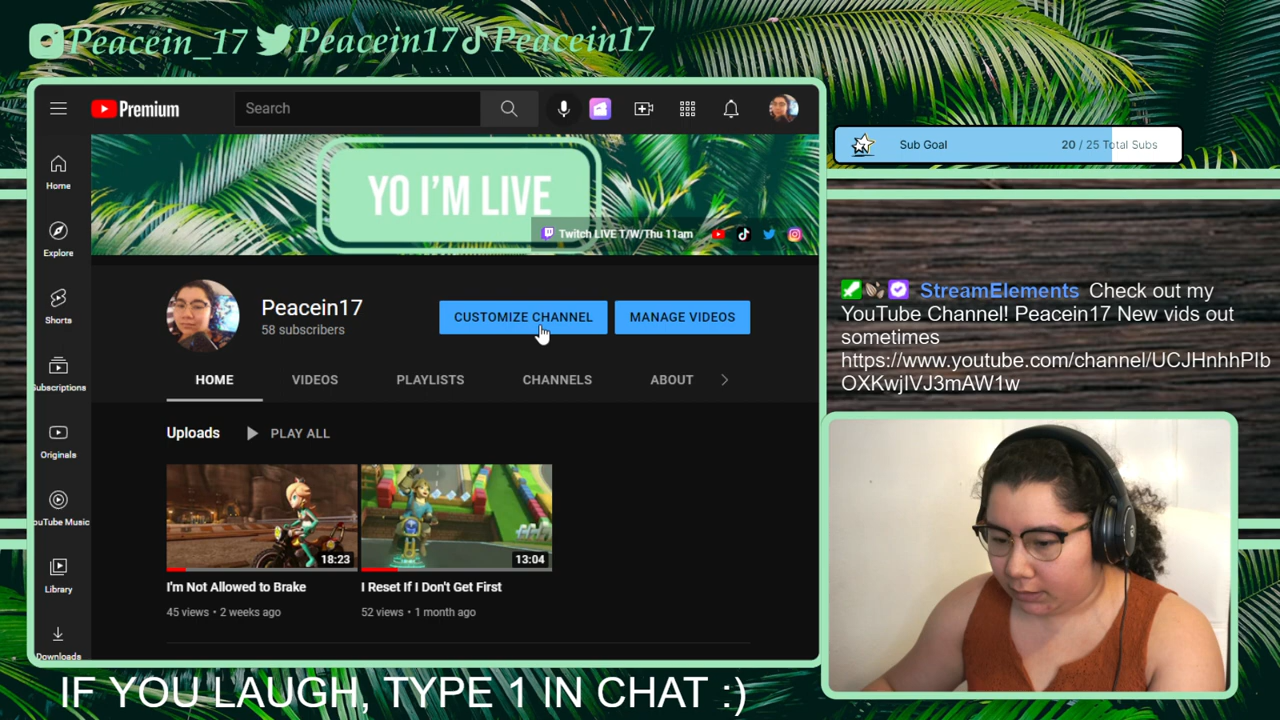 Peacein_17 Peacein17 Peacein17
Premium
Search
YO I'M LIVE
Twitch LIVE T/W/Thu 11am
Home
Explore
Shorts
Subscriptions
Originals
YouTube Music
Library
Downloads
Peacein17
58 subscribers
CUSTOMIZE CHANNEL
MANAGE VIDEOS
HOME VIDEOS PLAYLISTS CHANNELS ABOUT
Uploads PLAY ALL
18:23
I'm Not Allowed to Brake
45 views • 2 weeks ago
13:04
I Reset If I Don't Get First
52 views • 1 month ago
Sub Goal 20 / 25 Total Subs
StreamElements Check out my
YouTube Channel! Peacein17 New vids out
sometimes
https://www.youtube.com/channel/UCJHnhhPIb
OXKwjIVJ3mAW1w
IF YOU LAUGH, TYPE 1 IN CHAT :)